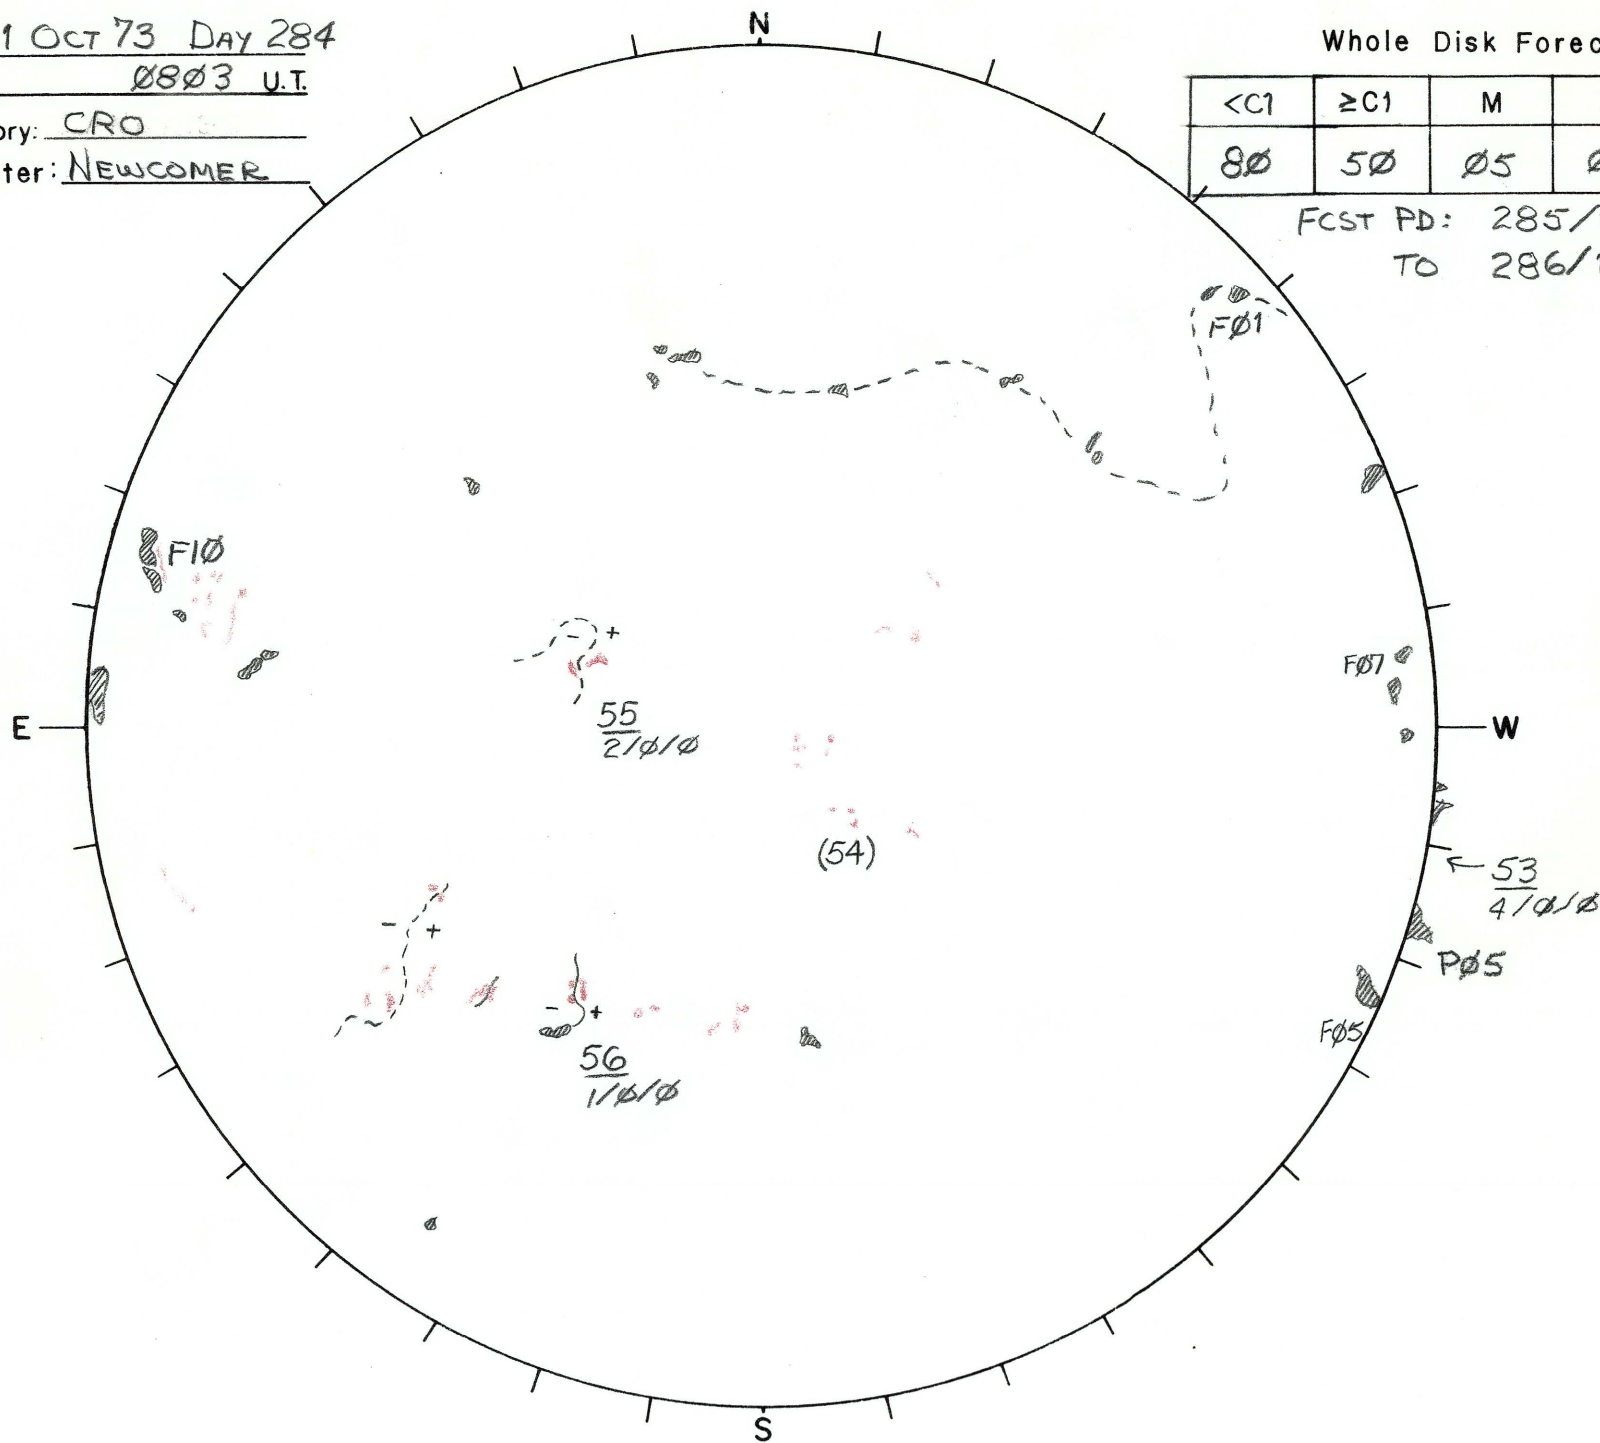 1 OCT 73 DAY 284
Ø8Ø3 U.T.
ory: CRO
ter: NEWCOMER
N
Whole Disk Forec
<C1 ≥C1 M
8Ø 5Ø Ø5 Ø
FCST PD: 285/
TO 286/
FØ1
F1Ø
- +
FØ7
55
2/Ø/Ø
E
W
(54)
53
4/Ø/Ø
- +
PØ5
- +
FØ5
56
1/Ø/Ø
S